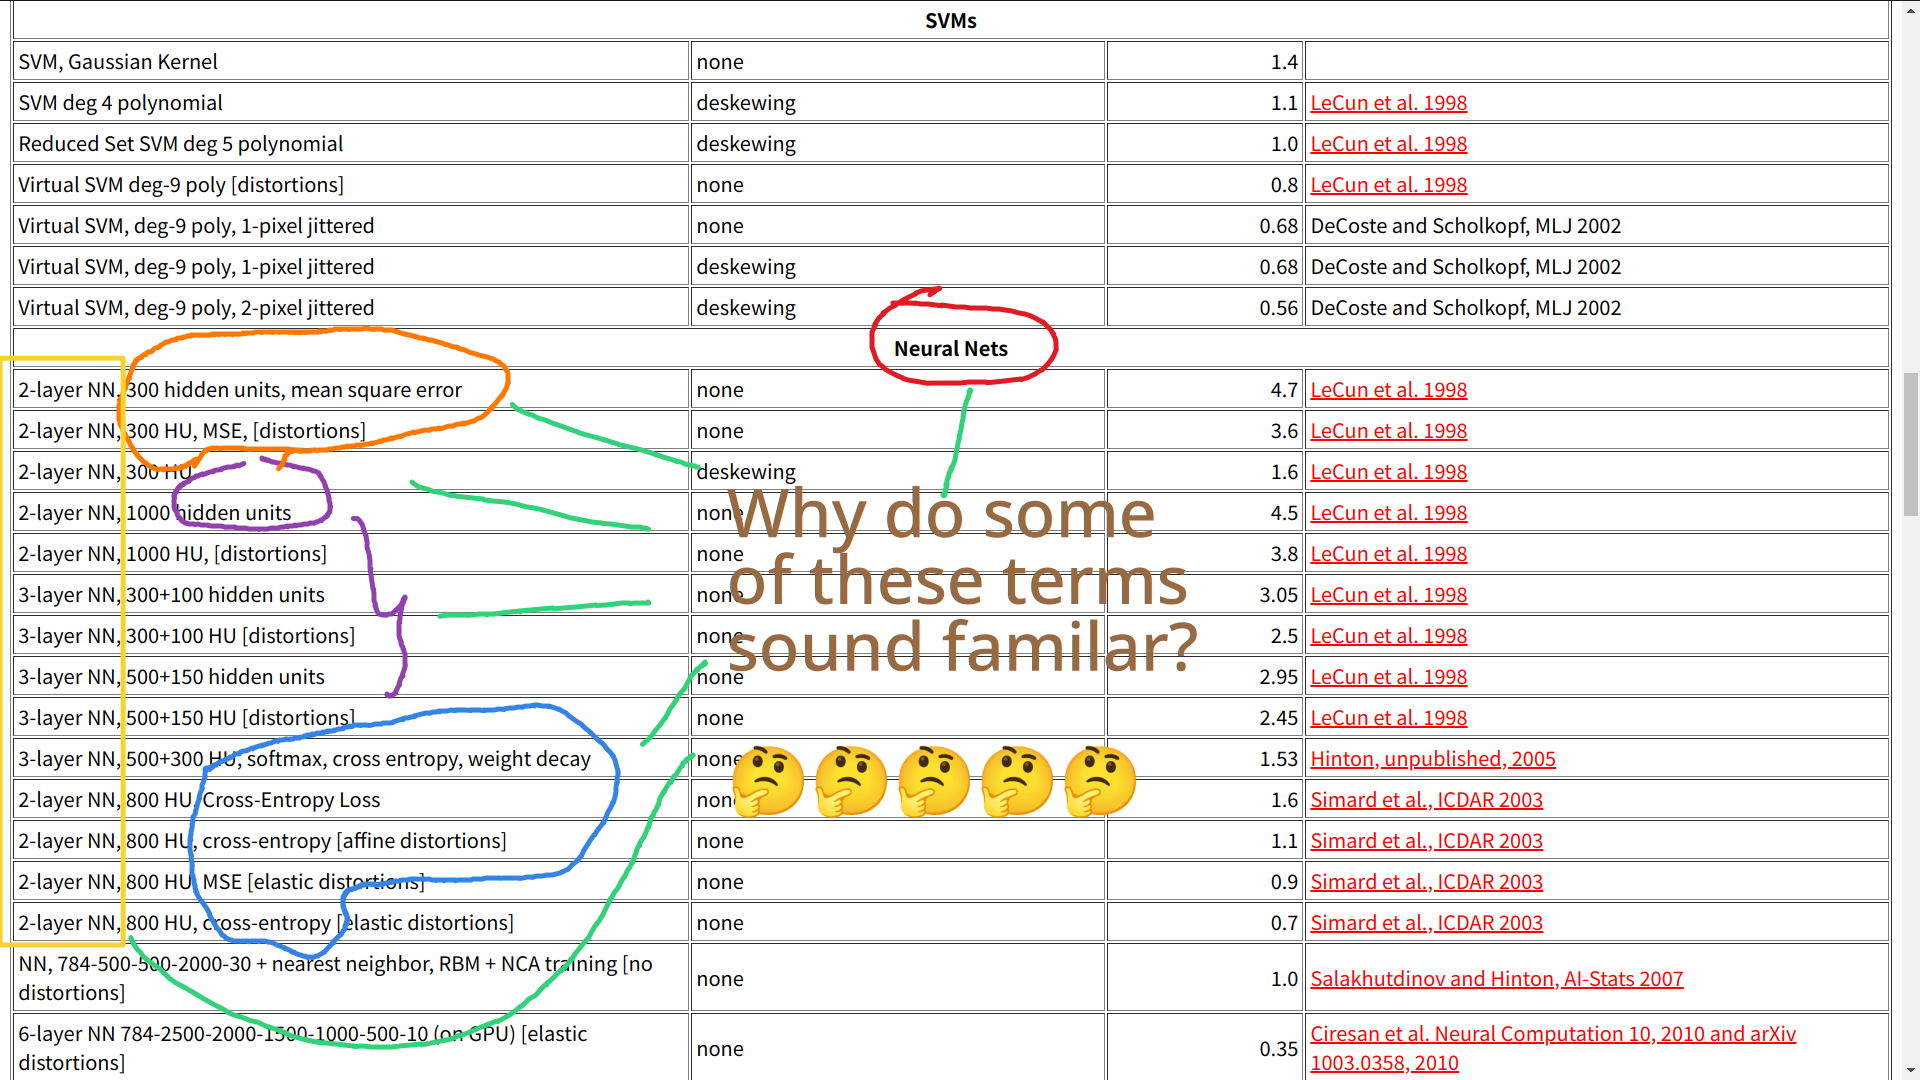 SVMs
SVM, Gaussian Kernel none 1.4
SVM deg 4 polynomial deskewing 1.1 LeCun et al. 1998
Reduced Set SVM deg 5 polynomial deskewing 1.0 LeCun et al. 1998
Virtual SVM deg-9 poly [distortions] none 0.8 LeCun et al. 1998
Virtual SVM, deg-9 poly, 1-pixel jittered none 0.68 DeCoste and Scholkopf, MLJ 2002
Virtual SVM, deg-9 poly, 1-pixel jittered deskewing 0.68 DeCoste and Scholkopf, MLJ 2002
Virtual SVM, deg-9 poly, 2-pixel jittered deskewing 0.56 DeCoste and Scholkopf, MLJ 2002
Neural Nets
2-layer NN, 300 hidden units, mean square error none 4.7 LeCun et al. 1998
2-layer NN, 300 HU, MSE, [distortions] none 3.6 LeCun et al. 1998
2-layer NN, 300 HU deskewing 1.6 LeCun et al. 1998
2-layer NN, 1000 hidden units none 4.5 LeCun et al. 1998
2-layer NN, 1000 HU, [distortions] none 3.8 LeCun et al. 1998
3-layer NN, 300+100 hidden units none 3.05 LeCun et al. 1998
3-layer NN, 300+100 HU [distortions] none 2.5 LeCun et al. 1998
3-layer NN, 500+150 hidden units none 2.95 LeCun et al. 1998
3-layer NN, 500+150 HU [distortions] none 2.45 LeCun et al. 1998
3-layer NN, 500+300 HU, softmax, cross entropy, weight decay none 1.53 Hinton, unpublished, 2005
2-layer NN, 800 HU, Cross-Entropy Loss none 1.6 Simard et al., ICDAR 2003
2-layer NN, 800 HU, cross-entropy [affine distortions] none 1.1 Simard et al., ICDAR 2003
2-layer NN, 800 HU, MSE [elastic distortions] none 0.9 Simard et al., ICDAR 2003
2-layer NN, 800 HU, cross-entropy [elastic distortions] none 0.7 Simard et al., ICDAR 2003
NN, 784-500-500-2000-30 + nearest neighbor, RBM + NCA training [no
distortions] none 1.0 Salakhutdinov and Hinton, AI-Stats 2007
6-layer NN 784-2500-2000-1500-1000-500-10 (on GPU) [elastic
distortions] none 0.35 Ciresan et al. Neural Computation 10, 2010 and arXiv
1003.0358, 2010
Why do some
of these terms
sound familar?